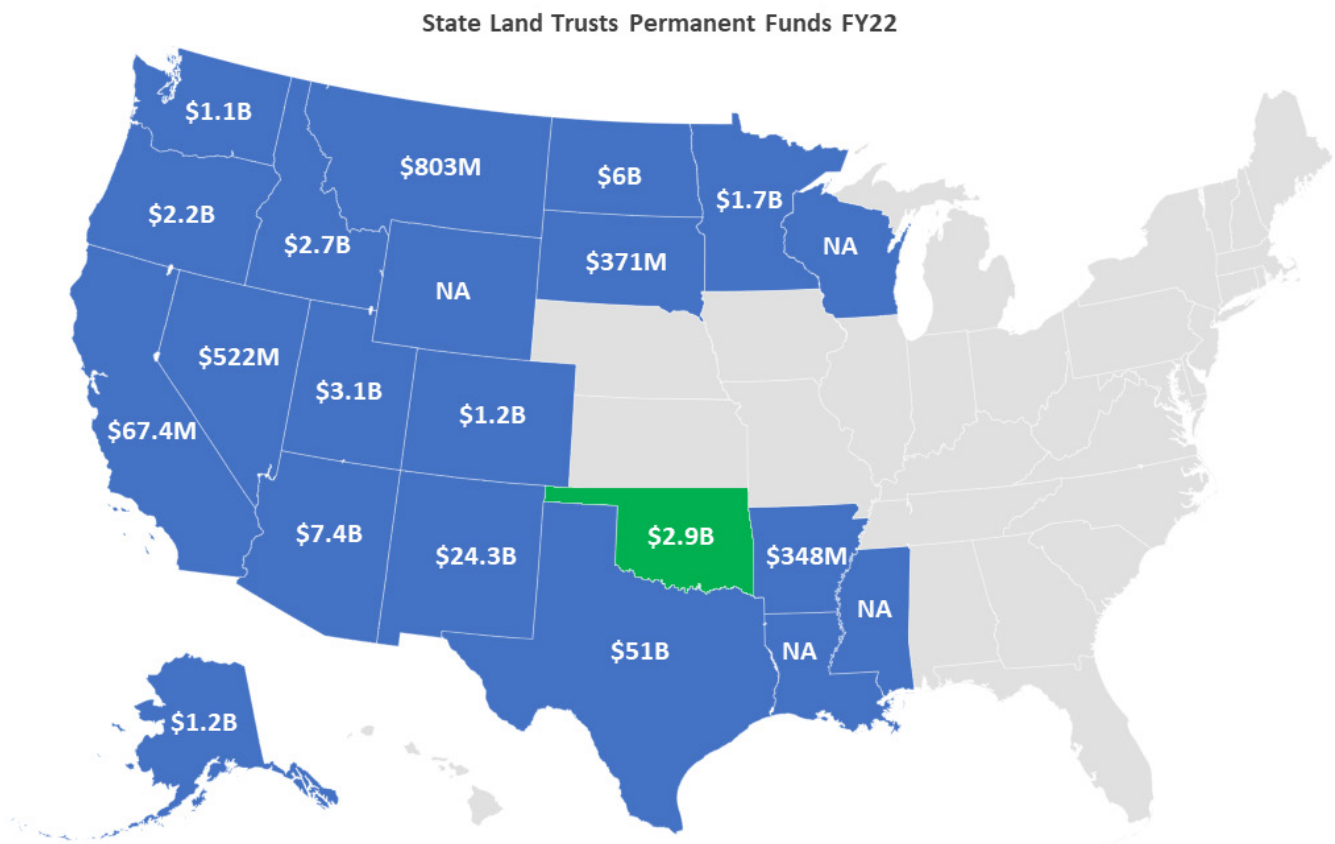 State Land Trusts Permanent Funds FY22
$1.1B
$803M
$6B
$1.7B
$2.2B
$2.7B
NA
$371M
NA
$522M
$3.1B
$1.2B
$67.4M
$7.4B
$24.3B
$2.9B
$348M
NA
$51B
NA
$1.2B